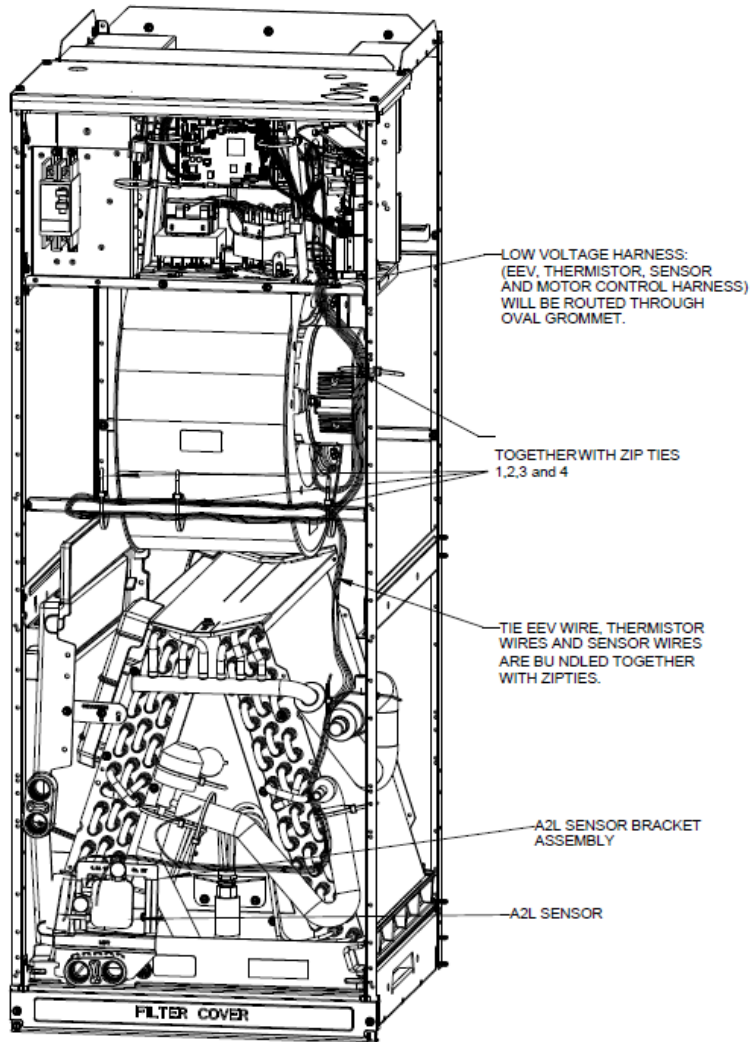 LOW VOLTAGE HARNESS:
(EEV, THERMISTOR, SENSOR
AND MOTOR CONTROL HARNESS)
WILL BE ROUTED THROUGH
OVAL GROMMET.
TOGETHER WITH ZIP TIES
1,2,3 and 4
TIE EEV WIRE, THERMISTOR
WIRES AND SENSOR WIRES
ARE BU NDLED TOGETHER
WITH ZIPTIES.
A2L SENSOR BRACKET
ASSEMBLY
A2L SENSOR
FILTER COVER